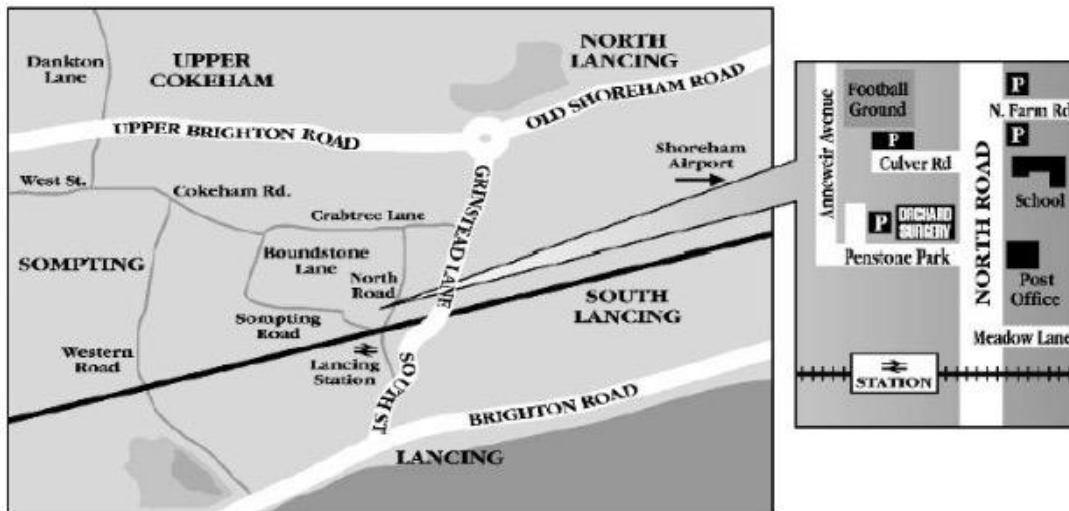 Dankton
Lane
UPPER
COKEHAM
NORTH
LANCING
OLD SHOREHAM ROAD
UPPER BRIGHTON ROAD
Shoreham
Airport
West St.
Cokeham Rd.
GRINSTEAD LANE
Crabtree Lane
SOMPTING
Boundstone
Lane
North
Road
SOUTH
LANCING
Sompting
Road
Western
Road
Lancing
Station
SOUTH ST
BRIGHTON ROAD
LANCING
Anneweir Avenue
Football
Ground
P
N. Farm Rd
P
P
Culver Rd
NORTH ROAD
School
P
ORCHARD
SURGERY
Penstone Park
Post
Office
Meadow Lane
STATION